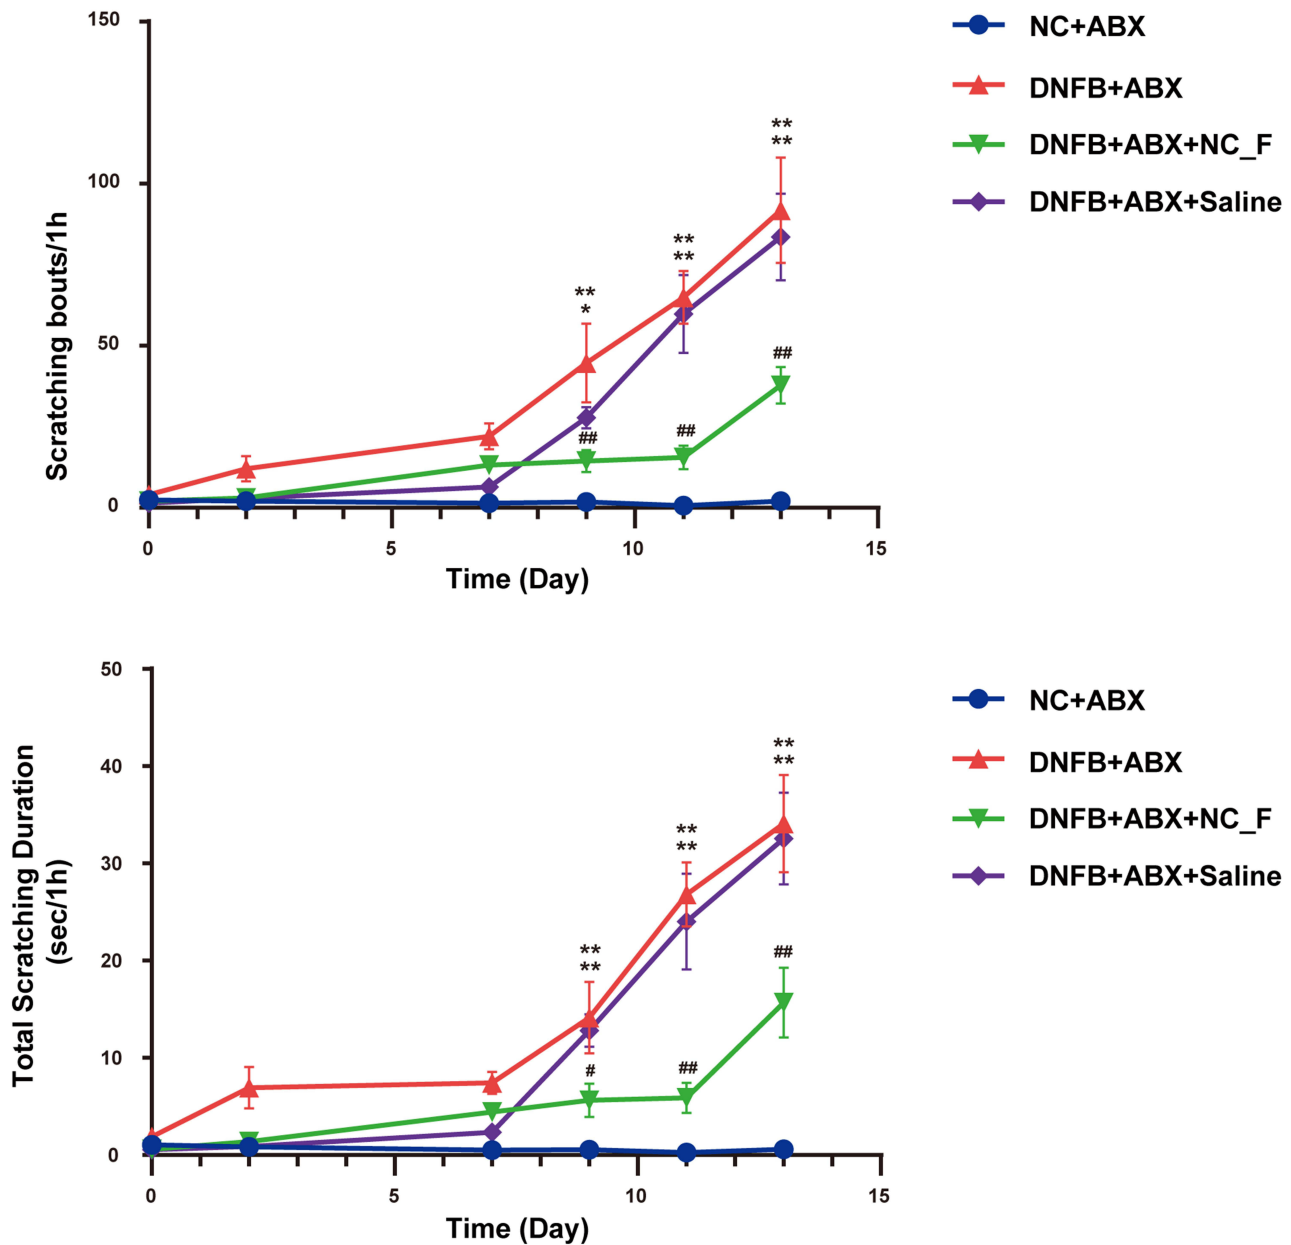 150
100
50
0
Scratching bouts/1h
**
*
**
**
**
**
##
##
##
0
5
10
15
Time (Day)
NC+ABX
DNFB+ABX
DNFB+ABX+NC_F
DNFB+ABX+Saline
50
40
30
20
10
0
Total Scratching Duration
(sec/1h)
**
**
**
**
**
**
#
##
##
0
5
10
15
Time (Day)
NC+ABX
DNFB+ABX
DNFB+ABX+NC_F
DNFB+ABX+Saline